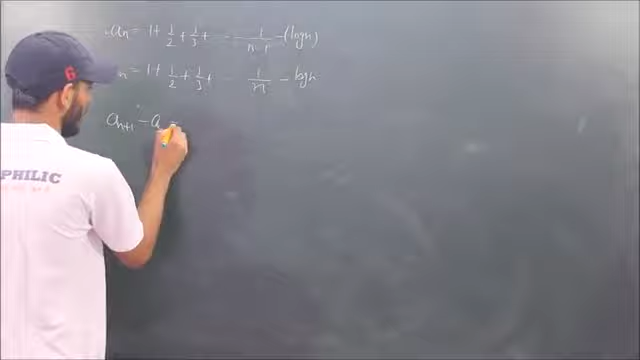 aₙ = 1 + 1/2 + 1/3 + - - 1/(n-1) - (log n)
n = 1 + 1/2 + 1/3 + - - 1/n - log n
aₙ₊₁ - a
PHILIC
6